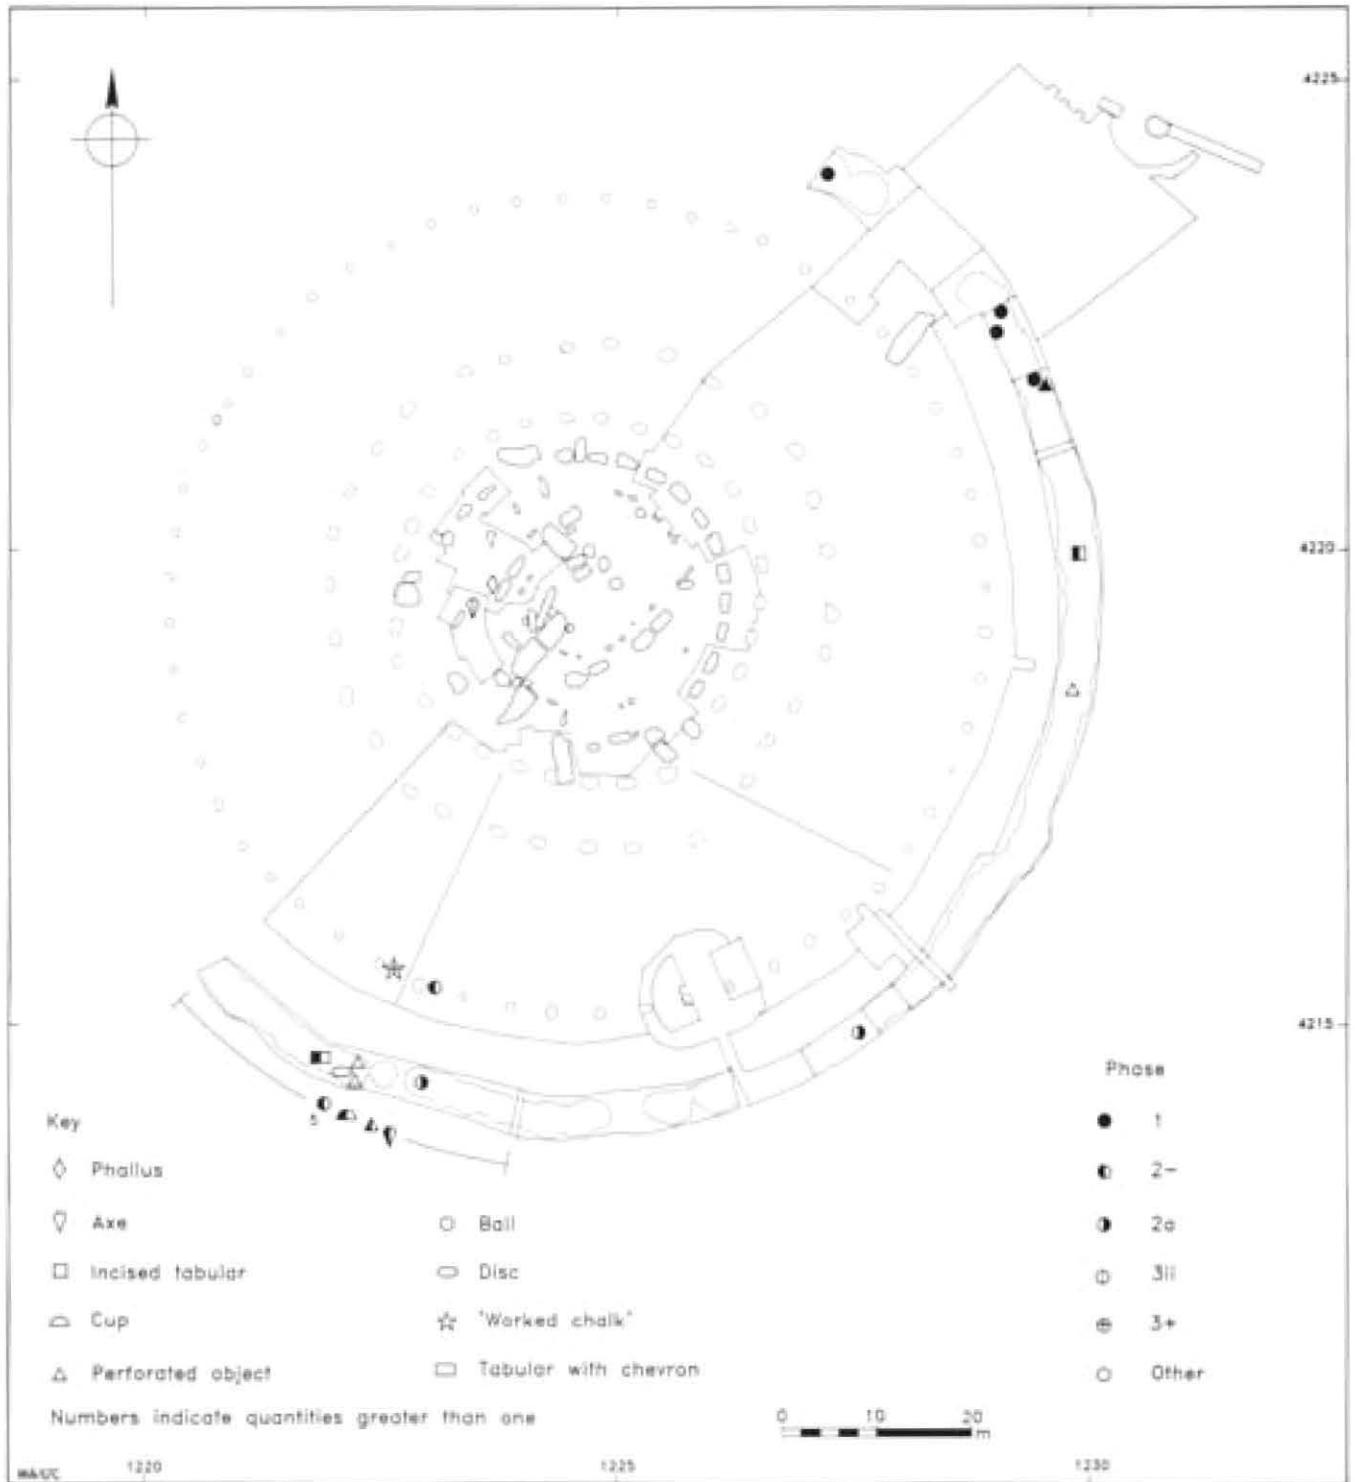 4225
4220
4215
5
Key
Phallus
Axe
Incised tabular
Cup
Perforated object
Ball
Disc
"Worked chalk"
Tabular with chevron
Numbers indicate quantities greater than one
Phase
1
2-
2a
3ii
3+
Other
0 10 20
m
1220 1225 1230